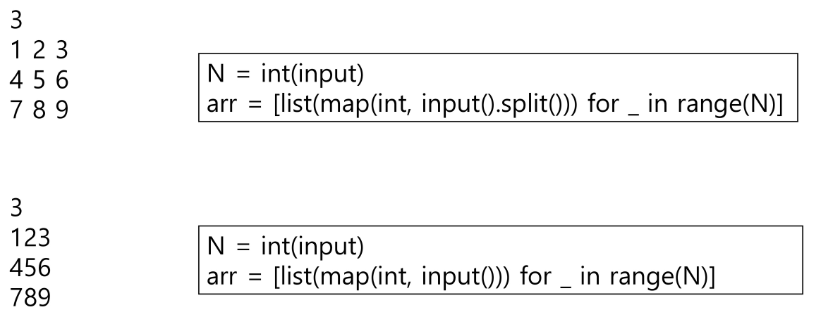 3
1 2 3
4 5 6
7 8 9
N = int(input)
arr = [list(map(int, input().split())) for _ in range(N)]
3
123
456
789
N = int(input)
arr = [list(map(int, input())) for _ in range(N)]